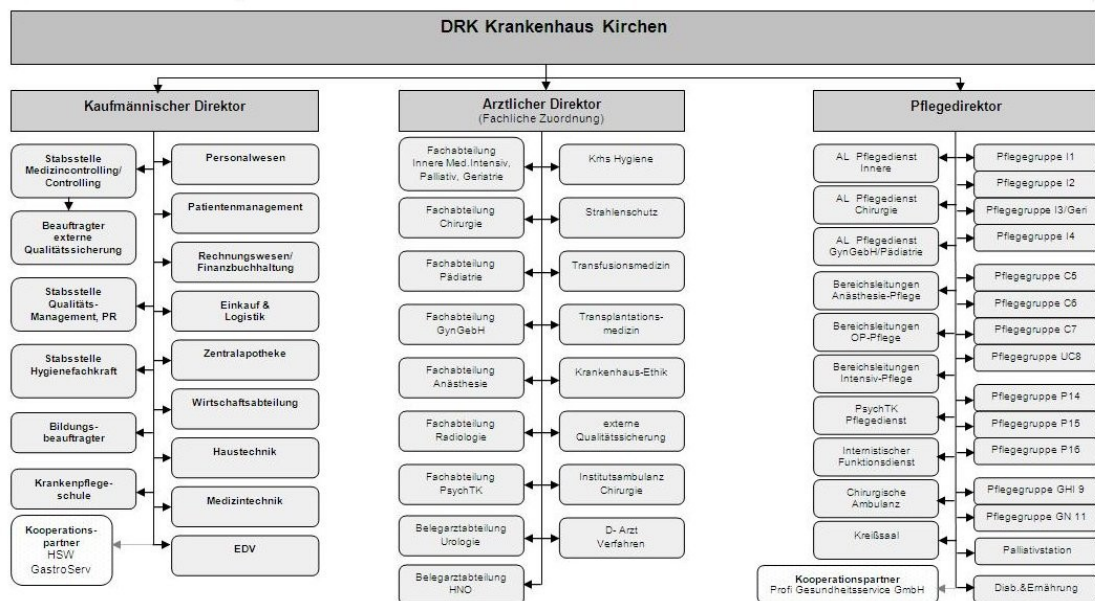 DRK Krankenhaus Kirchen
Kaufmännischer Direktor
Stabsstelle
Medizincontrolling/
Controlling
Beauftragter
externe
Qualitätssicherung
Stabsstelle
Qualitäts-
Management, PR
Stabsstelle
Hygienefachkraft
Bildungs-
beauftragter
Krankenpflege-
schule
Kooperations-
partner
HSW
GastroServ
Personalwesen
Patientenmanagement
Rechnungswesen/
Finanzbuchhaltung
Einkauf &
Logistik
Zentralapotheke
Wirtschaftsabteilung
Haustechnik
Medizintechnik
EDV
Arztlicher Direktor
(Fachliche Zuordnung)
Fachabteilung
Innere Med.Intensiv,
Palliativ, Geriatrie
Fachabteilung
Chirurgie
Fachabteilung
Pädiatrie
Fachabteilung
GynGebH
Fachabteilung
Anästhesie
Fachabteilung
Radiologie
Fachabteilung
PsychTK
Belegarztabteilung
Urologie
Belegarztabteilung
HNO
Krhs Hygiene
Strahlenschutz
Transfusionsmedizin
Transplantations-
medizin
Krankenhaus-Ethik
externe
Qualitätssicherung
Institutsambulanz
Chirurgie
D- Arzt
Verfahren
Pflegedirektor
AL Pflegedienst
Innere
AL Pflegedienst
Chirurgie
AL Pflegedienst
GynGebH/Pädiatrie
Bereichsleitungen
Anästhesie-Pflege
Bereichsleitungen
OP-Pflege
Bereichsleitungen
Intensiv-Pflege
PsychTK
Pflegedienst
Internistischer
Funktionsdienst
Chirurgische
Ambulanz
Kreißsaal
Kooperationspartner
Profi Gesundheitsservice GmbH
Pflegegruppe I1
Pflegegruppe I2
Pflegegruppe I3/Geri
Pflegegruppe I4
Pflegegruppe C5
Pflegegruppe C6
Pflegegruppe C7
Pflegegruppe UC8
Pflegegruppe P14
Pflegegruppe P15
Pflegegruppe P16
Pflegegruppe GHI 9
Pflegegruppe GN 11
Palliativstation
Diab.&Ernährung